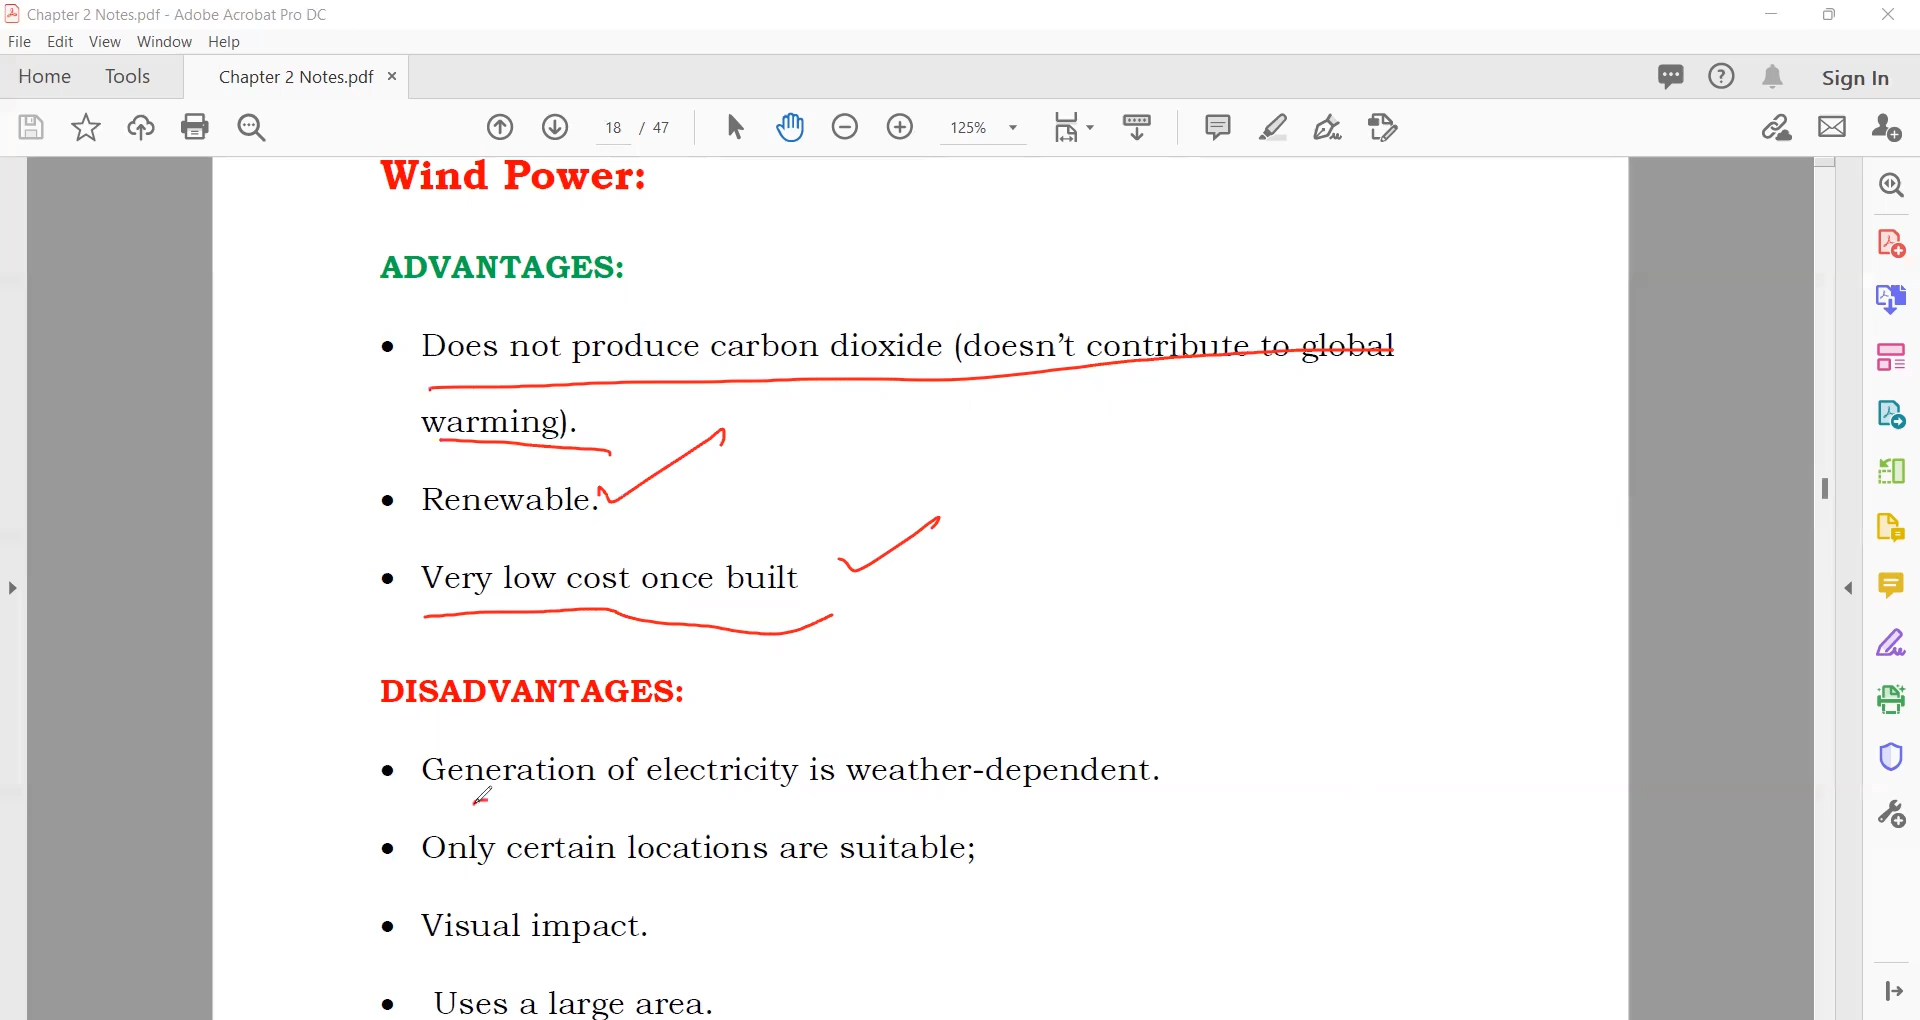 Chapter 2 Notes.pdf - Adobe Acrobat Pro DC
File Edit View Window Help
Home Tools Chapter 2 Notes.pdf × Sign In
18 / 47 125%
Wind Power:
ADVANTAGES:
• Does not produce carbon dioxide (doesn't contribute to global
warming).
• Renewable.
• Very low cost once built
DISADVANTAGES:
• Generation of electricity is weather-dependent.
• Only certain locations are suitable;
• Visual impact.
• Uses a large area.